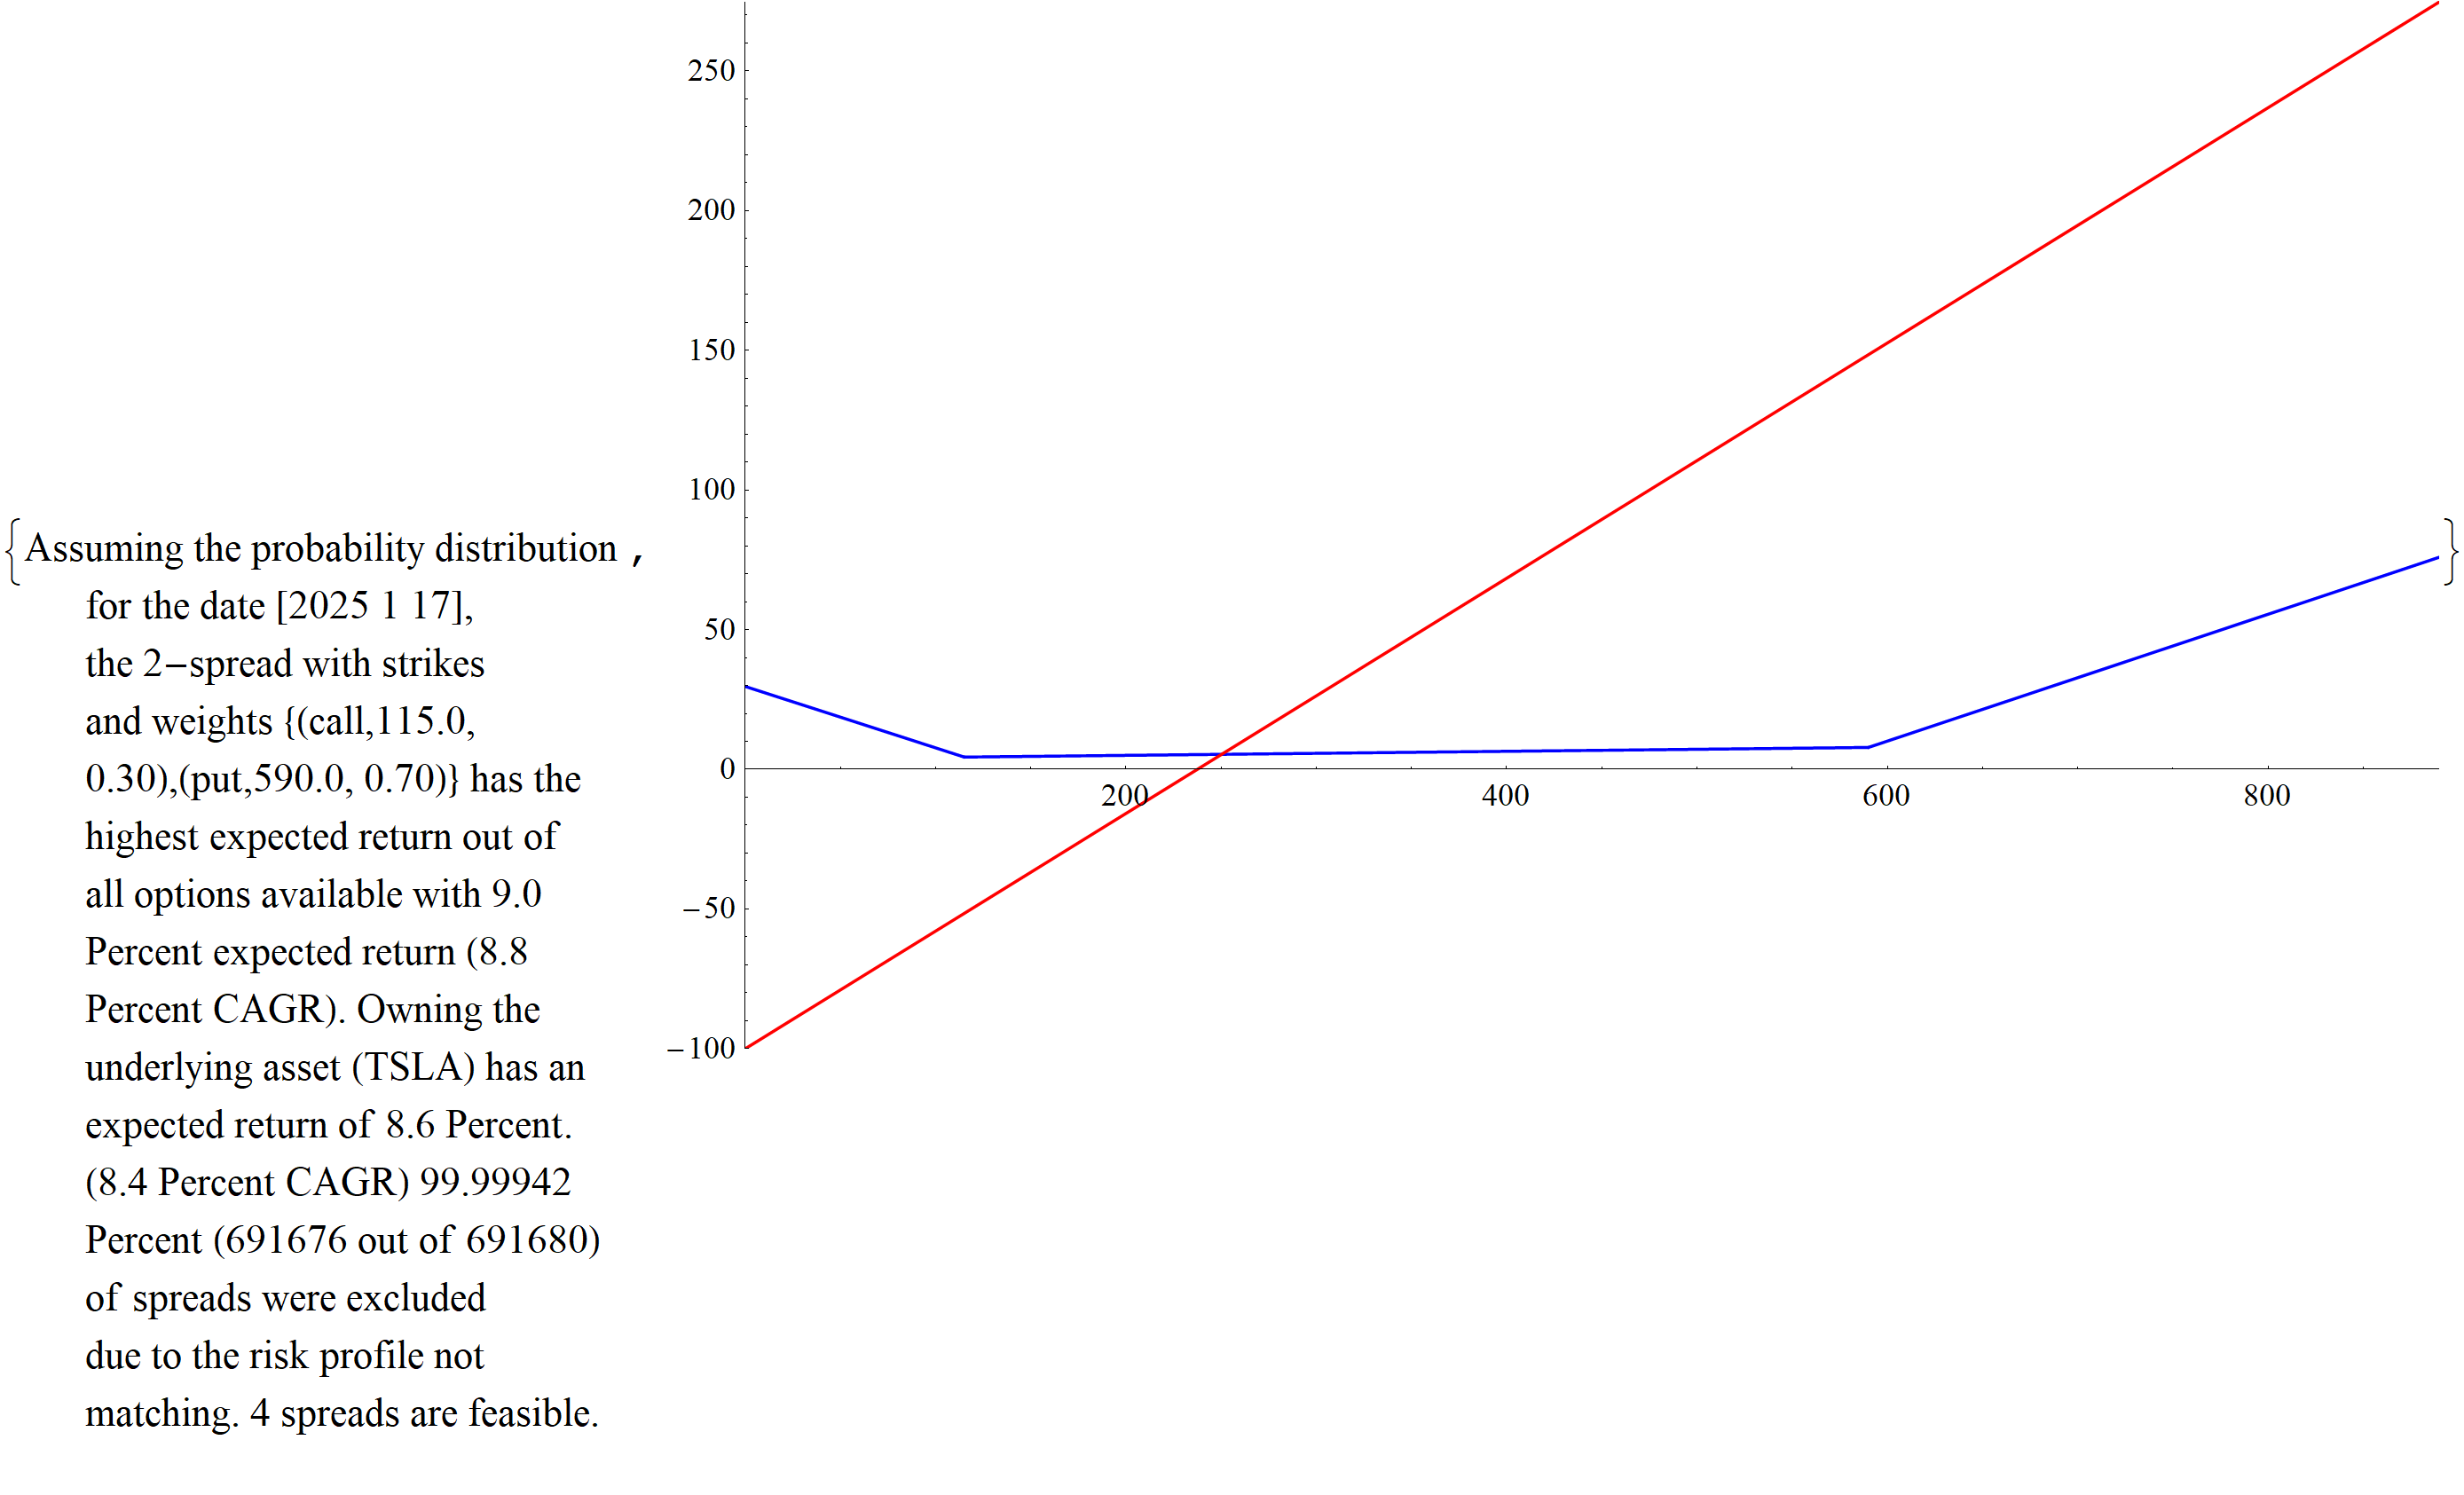 250
200
150
100
{Assuming the probability distribution ,
for the date [2025 1 17],
the 2−spread with strikes
and weights {(call,115.0,
0.30),(put,590.0, 0.70)} has the
highest expected return out of
all options available with 9.0
Percent expected return (8.8
Percent CAGR). Owning the
underlying asset (TSLA) has an
expected return of 8.6 Percent.
(8.4 Percent CAGR) 99.99942
Percent (691676 out of 691680)
of spreads were excluded
due to the risk profile not
matching. 4 spreads are feasible.
}
50
0
200 400 600 800
−50
−100